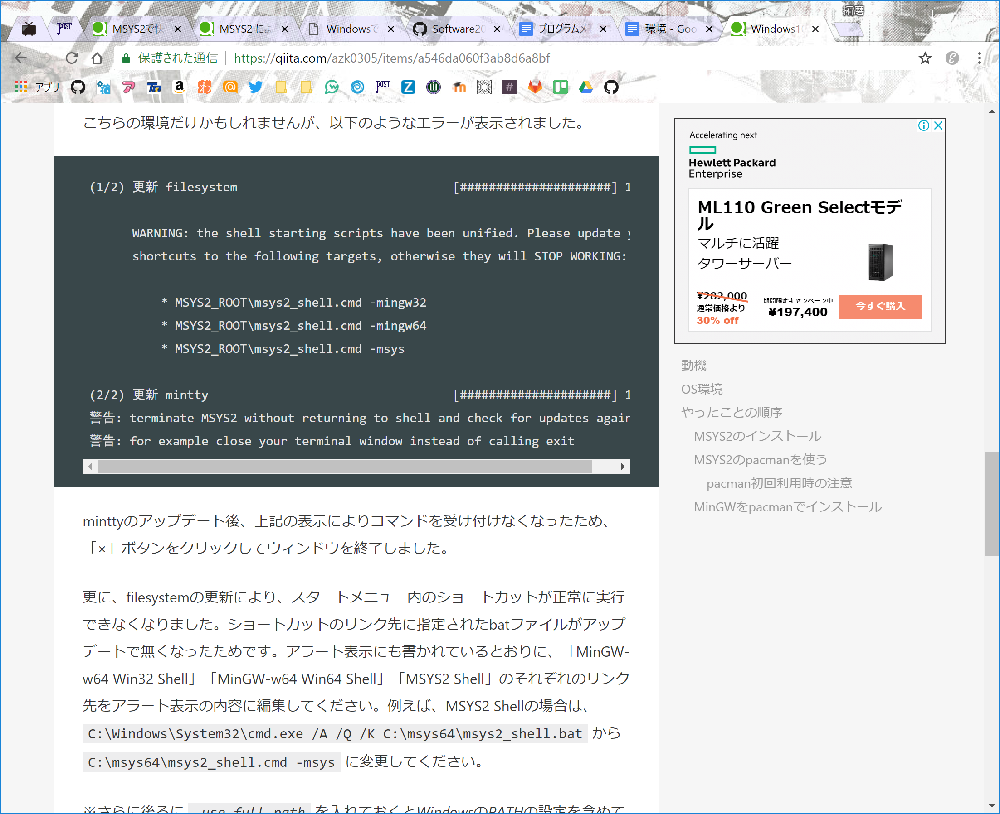 拓磨
JAIST
MSYS2で快
MSYS2 によ
Windowsで
Software20
プログラムメ
環境 - Goo
Windows10
保護された通信
https://qiita.com/azk0305/items/a546da060f3ab8d6a8bf
アプリ
JAIST
こちらの環境だけかもしれませんが、以下のようなエラーが表示されました。
(1/2) 更新 filesystem [#####################] 1
WARNING: the shell starting scripts have been unified. Please update y
shortcuts to the following targets, otherwise they will STOP WORKING:
* MSYS2_ROOT\msys2_shell.cmd -mingw32
* MSYS2_ROOT\msys2_shell.cmd -mingw64
* MSYS2_ROOT\msys2_shell.cmd -msys
(2/2) 更新 mintty [#####################] 1
警告: terminate MSYS2 without returning to shell and check for updates again
警告: for example close your terminal window instead of calling exit
minttyのアップデート後、上記の表示によりコマンドを受け付けなくなったため、
「×」ボタンをクリックしてウィンドウを終了しました。
更に、filesystemの更新により、スタートメニュー内のショートカットが正常に実行
できなくなりました。ショートカットのリンク先に指定されたbatファイルがアップ
デートで無くなったためです。アラート表示にも書かれているとおりに、「MinGW-
w64 Win32 Shell」「MinGW-w64 Win64 Shell」「MSYS2 Shell」のそれぞれのリンク
先をアラート表示の内容に編集してください。例えば、MSYS2 Shellの場合は、
C:\Windows\System32\cmd.exe /A /Q /K C:\msys64\msys2_shell.bat から
C:\msys64\msys2_shell.cmd -msys に変更してください。
※さらに後ろに -use-full-path を入れておくとWindowsのPATHの設定を含めて
Accelerating next
Hewlett Packard
Enterprise
ML110 Green Selectモデ
ル
マルチに活躍
タワーサーバー
¥282,000
通常価格より
30% off
期間限定キャンペーン中
¥197,400
今すぐ購入
動機
OS環境
やったことの順序
MSYS2のインストール
MSYS2のpacmanを使う
pacman初回利用時の注意
MinGWをpacmanでインストール